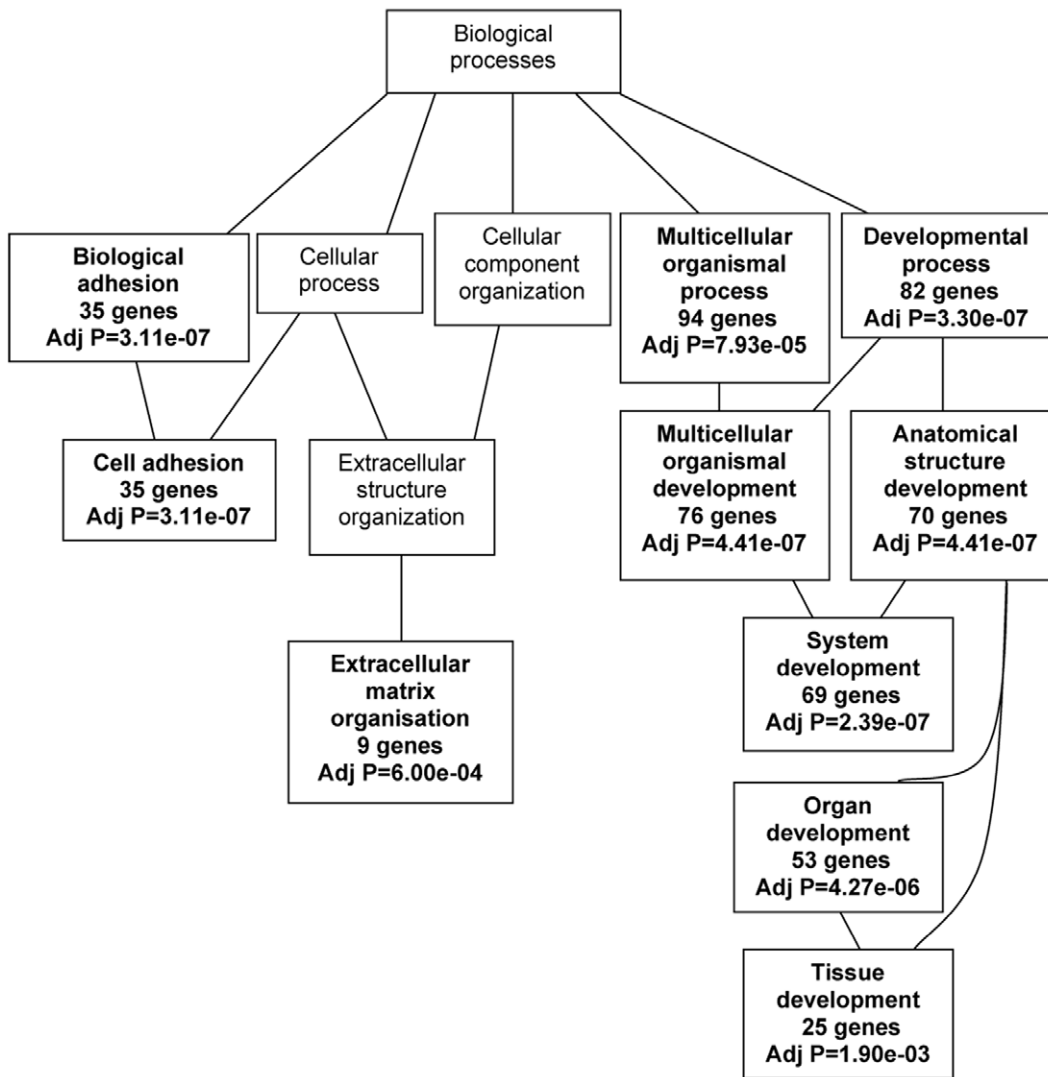 Biological
processes
Biological
adhesion
35 genes
Adj P=3.11e-07
Cellular
process
Cellular
component
organization
Multicellular
organismal
process
94 genes
Adj P=7.93e-05
Developmental
process
82 genes
Adj P=3.30e-07
Cell adhesion
35 genes
Adj P=3.11e-07
Extracellular
structure
organization
Multicellular
organismal
development
76 genes
Adj P=4.41e-07
Anatomical
structure
development
70 genes
Adj P=4.41e-07
Extracellular
matrix
organisation
9 genes
Adj P=6.00e-04
System
development
69 genes
Adj P=2.39e-07
Organ
development
53 genes
Adj P=4.27e-06
Tissue
development
25 genes
Adj P=1.90e-03